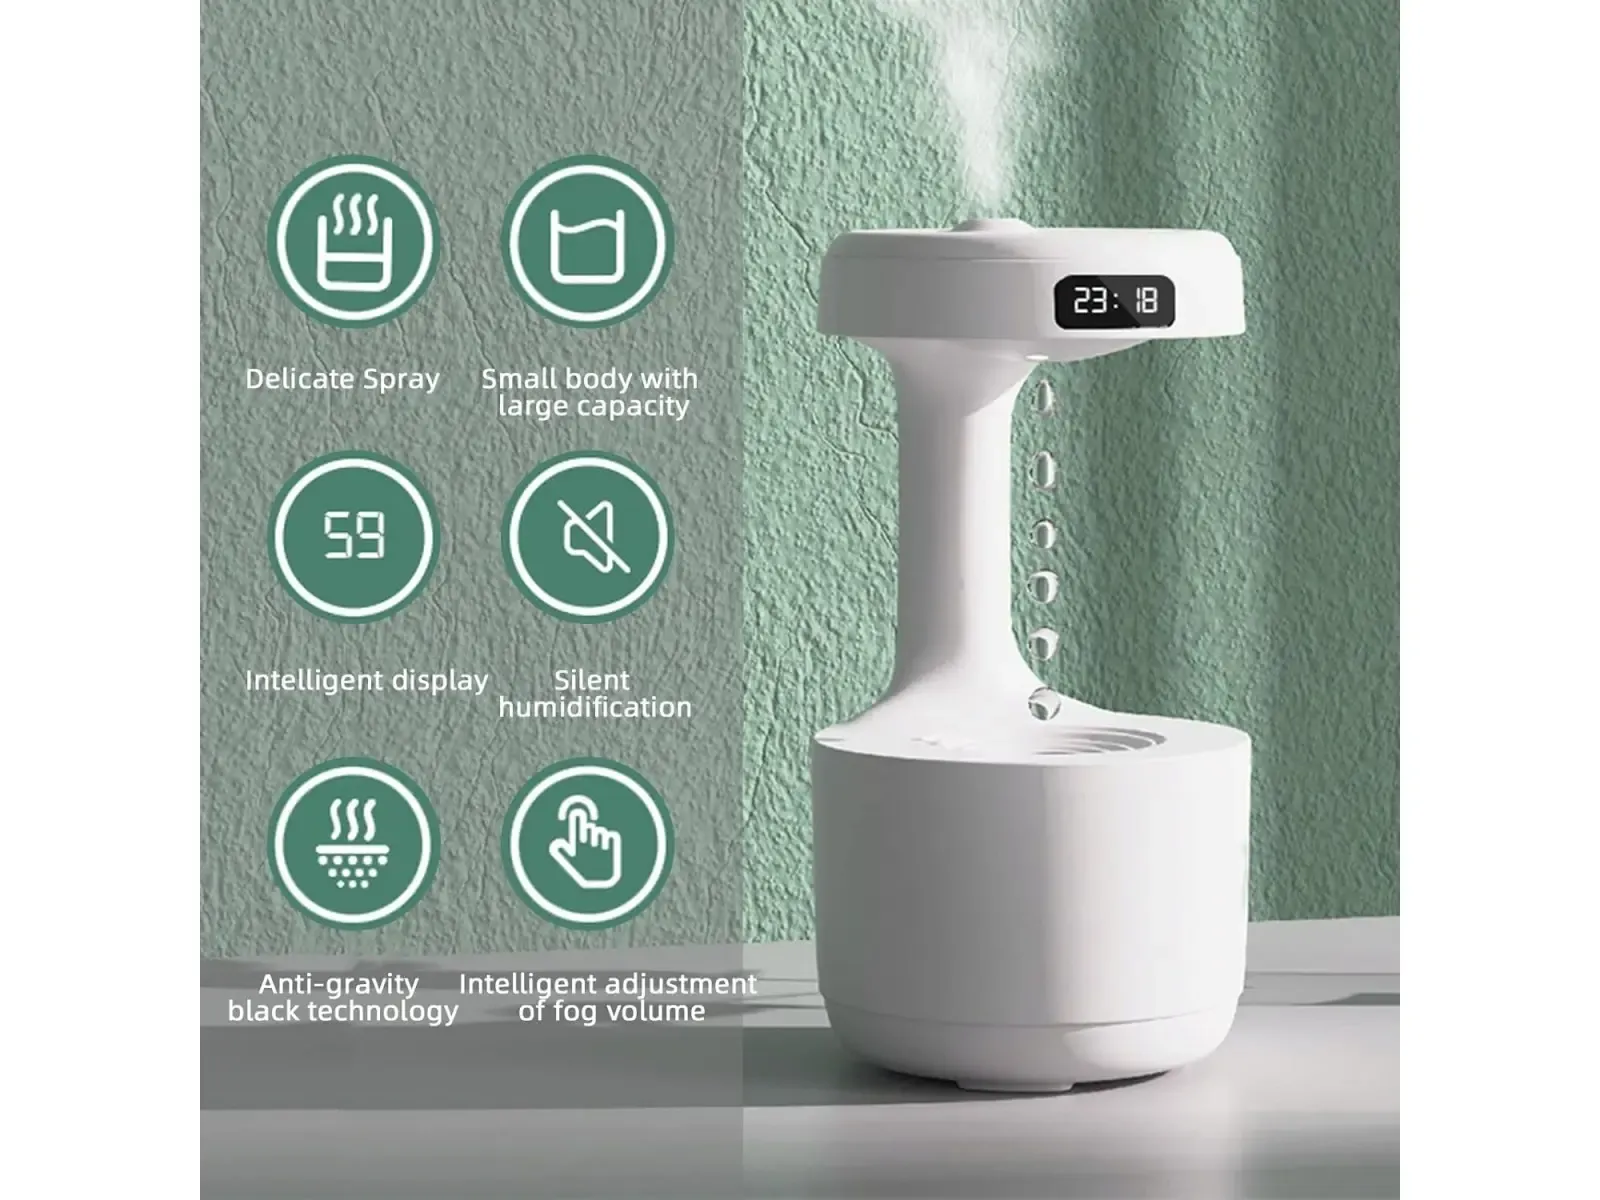 23:18
Delicate Spray
Small body with
large capacity
59
Intelligent display
Silent
humidification
Anti-gravity
black technology
Intelligent adjustment
of fog volume